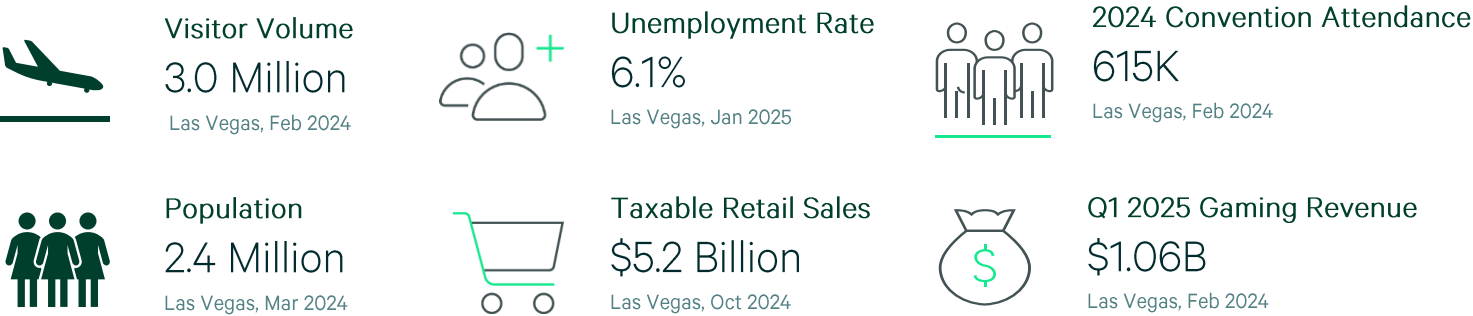 Visitor Volume
3.0 Million
Las Vegas, Feb 2024
Unemployment Rate
6.1%
Las Vegas, Jan 2025
2024 Convention Attendance
615K
Las Vegas, Feb 2024
Population
2.4 Million
Las Vegas, Mar 2024
Taxable Retail Sales
$5.2 Billion
Las Vegas, Oct 2024
$
Q1 2025 Gaming Revenue
$1.06B
Las Vegas, Feb 2024